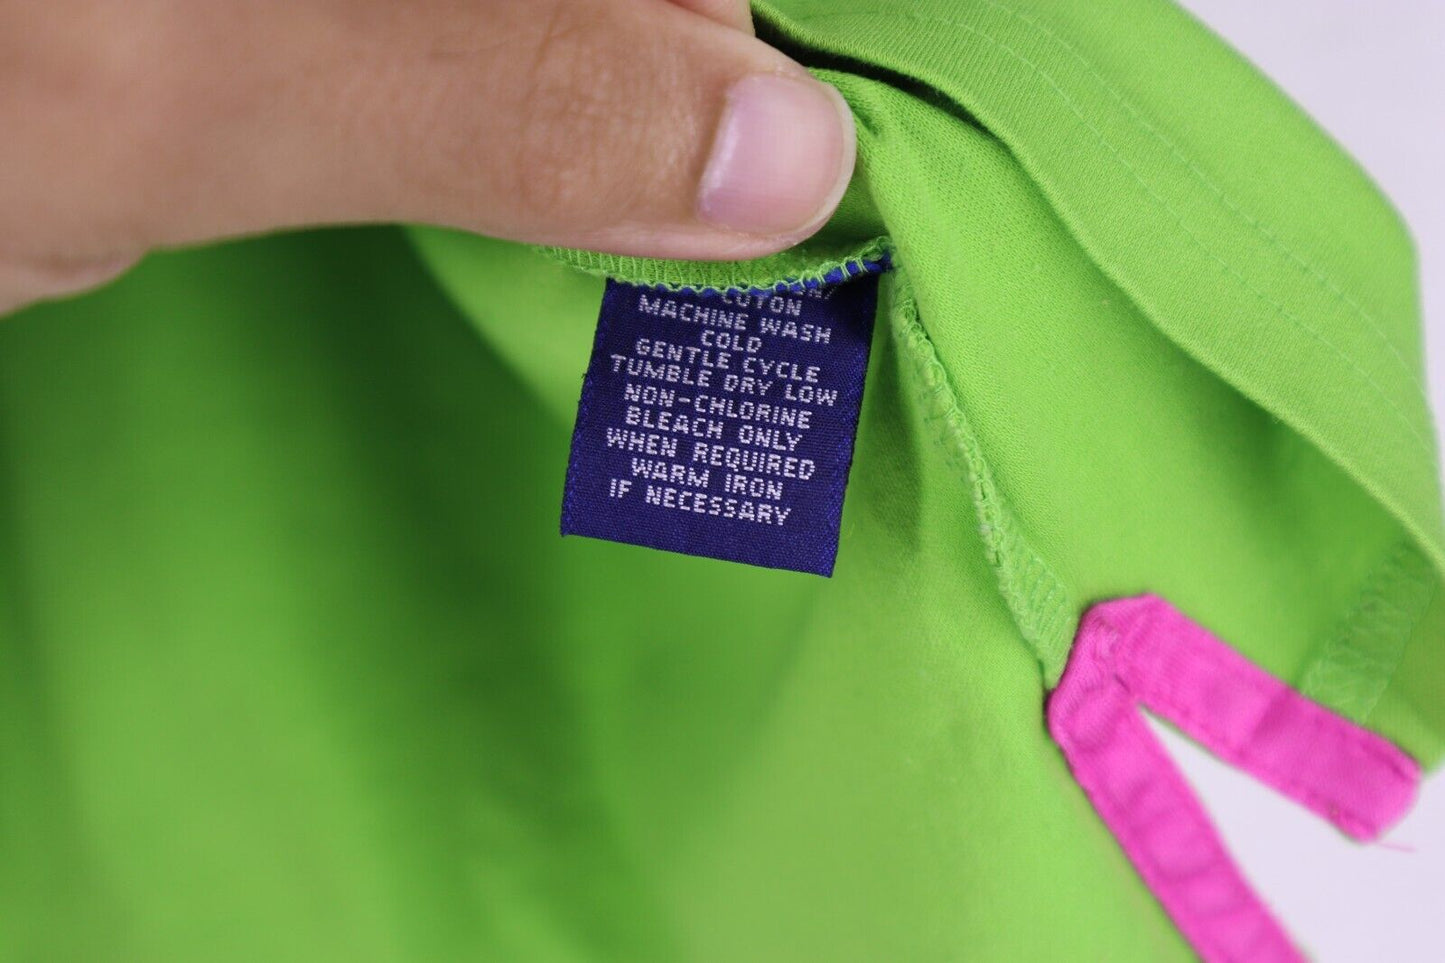 MACHINE WASH
COLD
GENTLE CYCLE
TUMBLE DRY LOW
NON-CHLORINE
BLEACH ONLY
WHEN REQUIRED
WARM IRON
IF NECESSARY